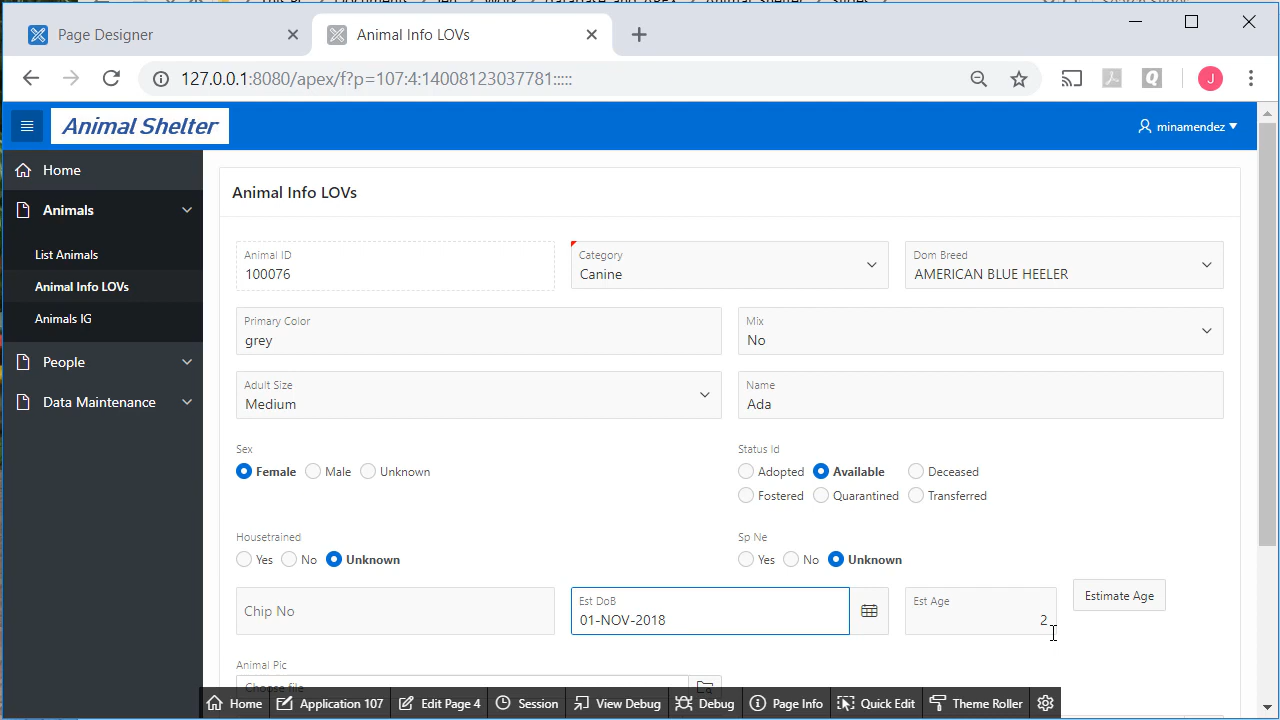 Page Designer
Animal Info LOVs
127.0.0.1:8080/apex/f?p=107:4:14008123037781:::::
J
Animal Shelter
minamendez
Home
Animals
List Animals
Animal Info LOVs
Animals IG
People
Data Maintenance
Animal Info LOVs
Animal ID
100076
Category
Canine
Dom Breed
AMERICAN BLUE HEELER
Primary Color
grey
Mix
No
Adult Size
Medium
Name
Ada
Sex
Female Male Unknown
Status Id
Adopted Available Deceased
Fostered Quarantined Transferred
Housetrained
Yes No Unknown
Sp Ne
Yes No Unknown
Chip No
Est DoB
01-NOV-2018
Est Age
2
Estimate Age
Animal Pic
Choose file
Home Application 107 Edit Page 4 Session View Debug Debug Page Info Quick Edit Theme Roller